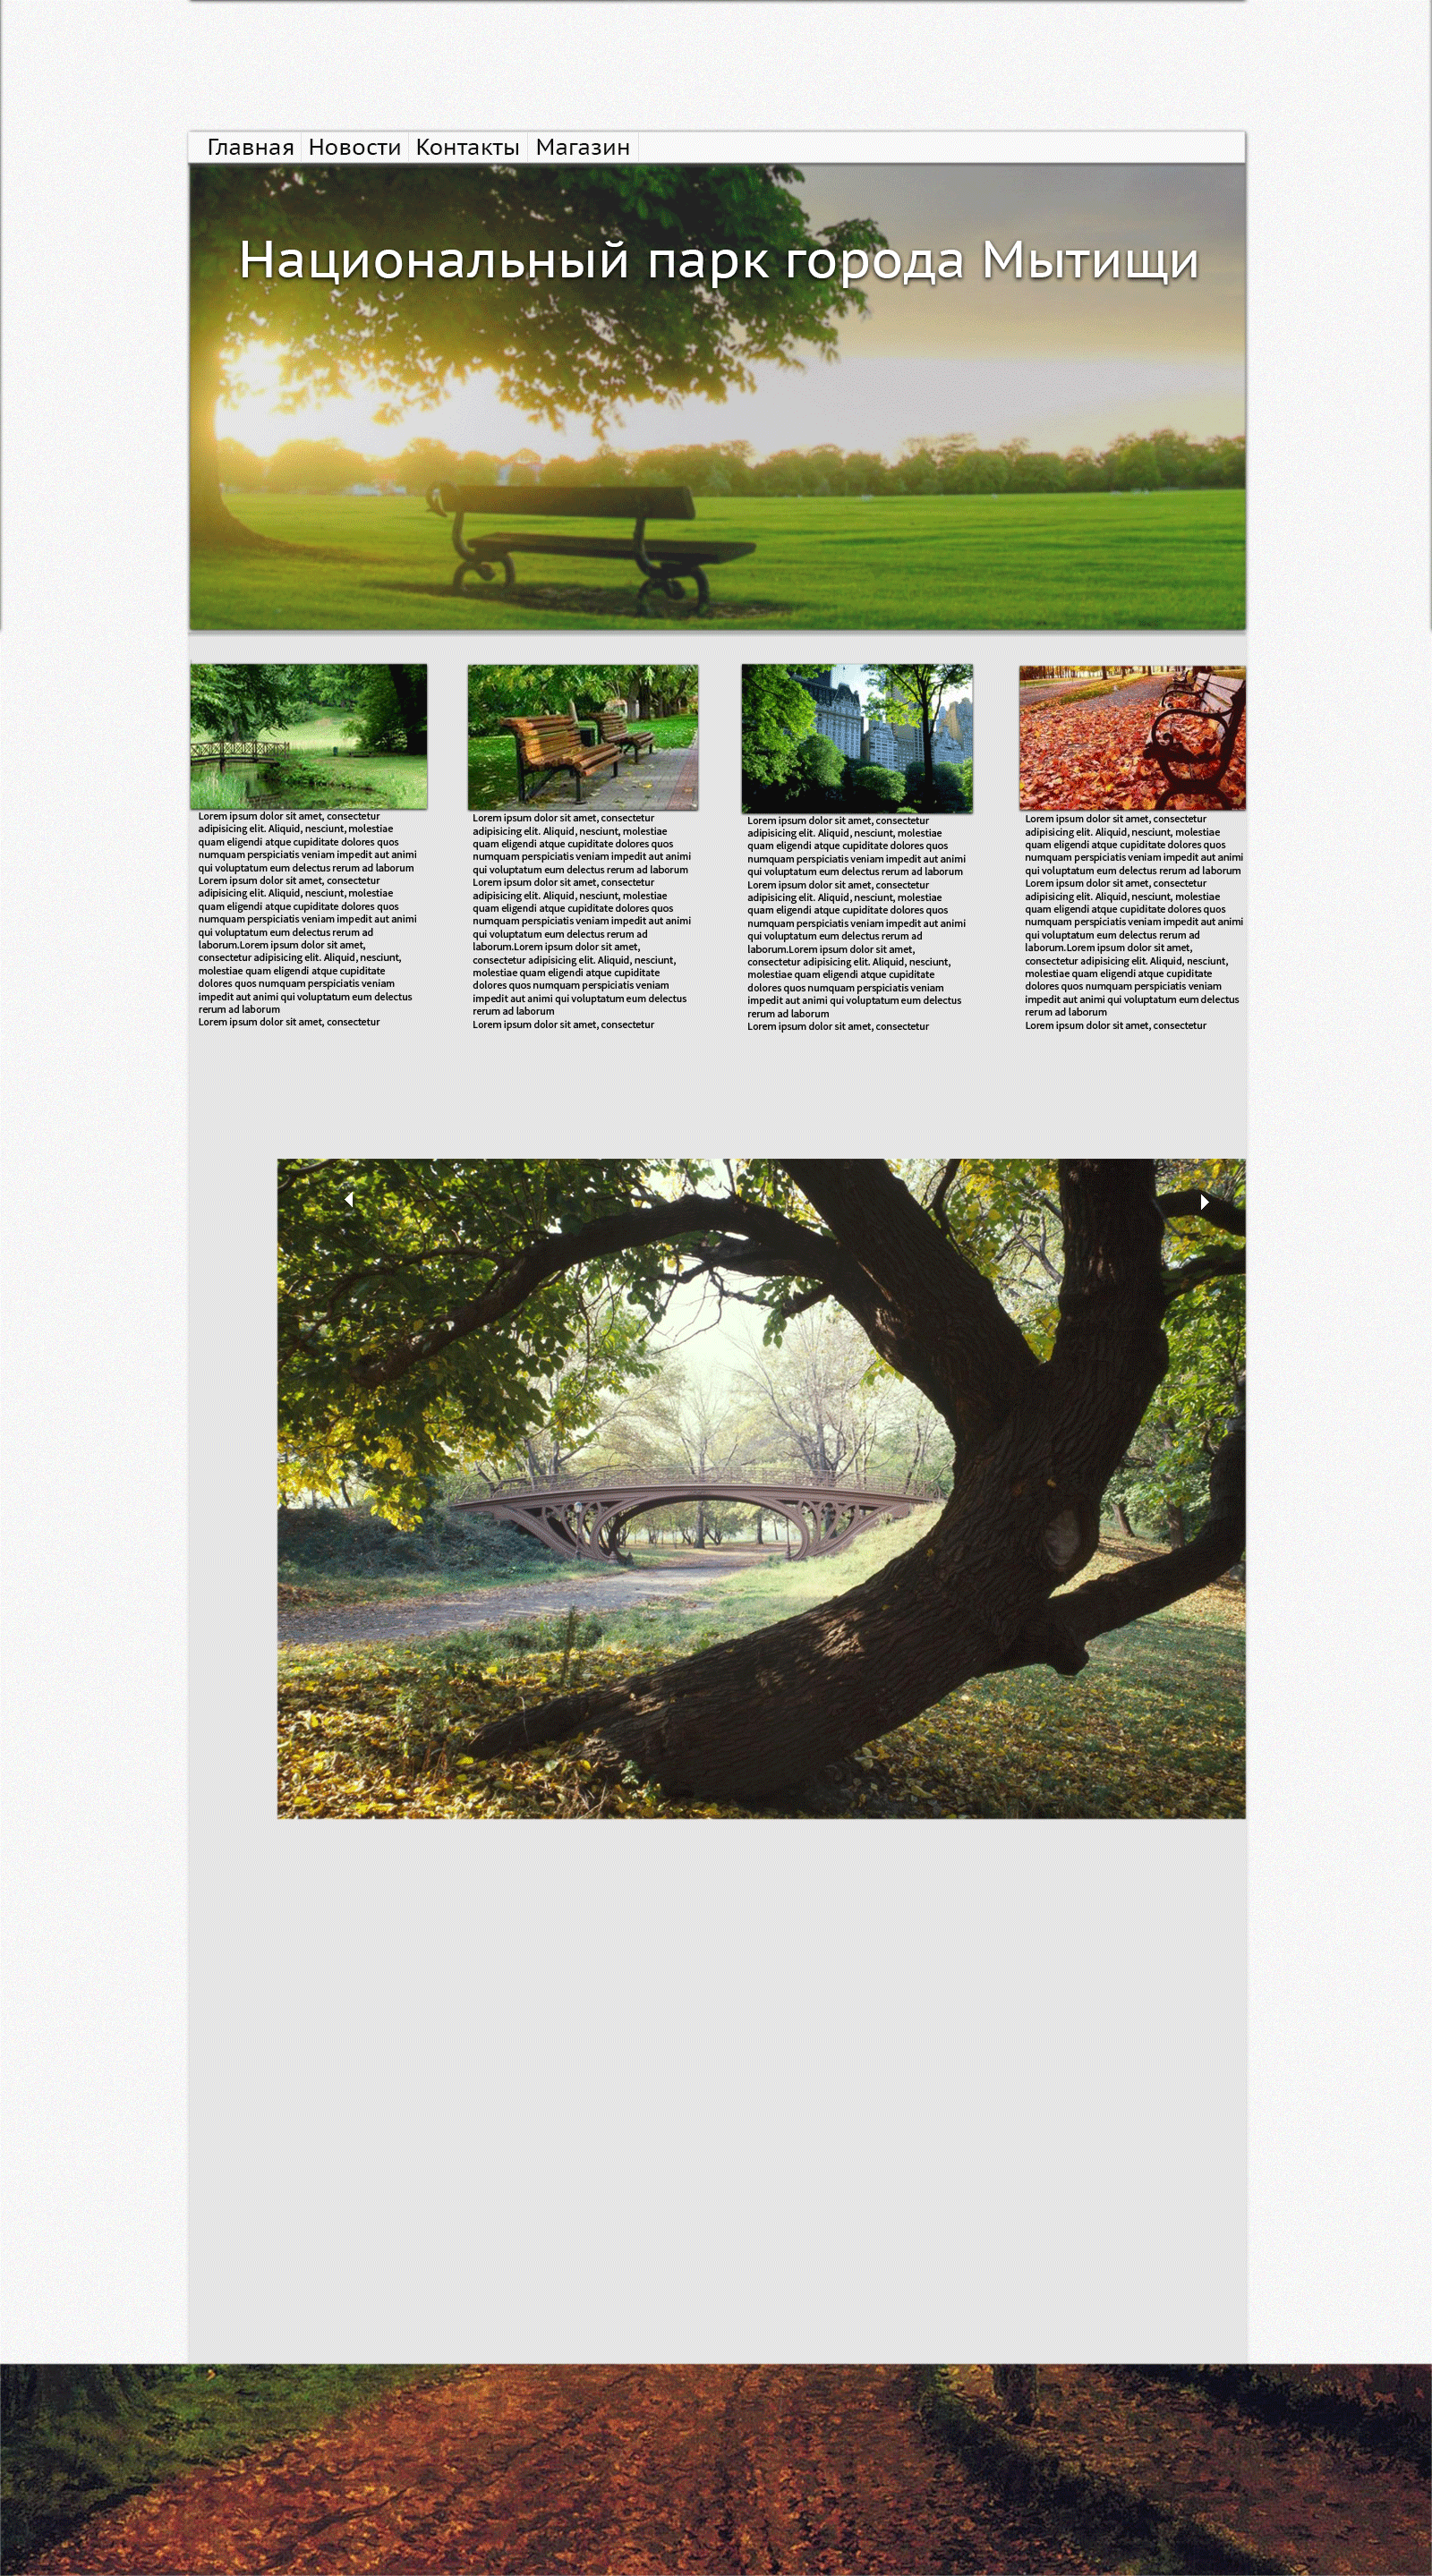 Главная Новости Контакты Магазин
Национальный парк города Мытищи
Lorem ipsum dolor sit amet, consectetur
adipisicing elit. Aliquid, nesciunt, molestiae
quam eligendi atque cupiditate dolores quos
numquam perspiciatis veniam impedit aut animi
qui voluptatum eum delectus rerum ad laborum
Lorem ipsum dolor sit amet, consectetur
adipisicing elit. Aliquid, nesciunt, molestiae
quam eligendi atque cupiditate dolores quos
numquam perspiciatis veniam impedit aut animi
qui voluptatum eum delectus rerum ad
laborum.Lorem ipsum dolor sit amet,
consectetur adipisicing elit. Aliquid, nesciunt,
molestiae quam eligendi atque cupiditate
dolores quos numquam perspiciatis veniam
impedit aut animi qui voluptatum eum delectus
rerum ad laborum
Lorem ipsum dolor sit amet, consectetur
Lorem ipsum dolor sit amet, consectetur
adipisicing elit. Aliquid, nesciunt, molestiae
quam eligendi atque cupiditate dolores quos
numquam perspiciatis veniam impedit aut animi
qui voluptatum eum delectus rerum ad laborum
Lorem ipsum dolor sit amet, consectetur
adipisicing elit. Aliquid, nesciunt, molestiae
quam eligendi atque cupiditate dolores quos
numquam perspiciatis veniam impedit aut animi
qui voluptatum eum delectus rerum ad
laborum.Lorem ipsum dolor sit amet,
consectetur adipisicing elit. Aliquid, nesciunt,
molestiae quam eligendi atque cupiditate
dolores quos numquam perspiciatis veniam
impedit aut animi qui voluptatum eum delectus
rerum ad laborum
Lorem ipsum dolor sit amet, consectetur
Lorem ipsum dolor sit amet, consectetur
adipisicing elit. Aliquid, nesciunt, molestiae
quam eligendi atque cupiditate dolores quos
numquam perspiciatis veniam impedit aut animi
qui voluptatum eum delectus rerum ad laborum
Lorem ipsum dolor sit amet, consectetur
adipisicing elit. Aliquid, nesciunt, molestiae
quam eligendi atque cupiditate dolores quos
numquam perspiciatis veniam impedit aut animi
qui voluptatum eum delectus rerum ad
laborum.Lorem ipsum dolor sit amet,
consectetur adipisicing elit. Aliquid, nesciunt,
molestiae quam eligendi atque cupiditate
dolores quos numquam perspiciatis veniam
impedit aut animi qui voluptatum eum delectus
rerum ad laborum
Lorem ipsum dolor sit amet, consectetur
Lorem ipsum dolor sit amet, consectetur
adipisicing elit. Aliquid, nesciunt, molestiae
quam eligendi atque cupiditate dolores quos
numquam perspiciatis veniam impedit aut animi
qui voluptatum eum delectus rerum ad laborum
Lorem ipsum dolor sit amet, consectetur
adipisicing elit. Aliquid, nesciunt, molestiae
quam eligendi atque cupiditate dolores quos
numquam perspiciatis veniam impedit aut animi
qui voluptatum eum delectus rerum ad
laborum.Lorem ipsum dolor sit amet,
consectetur adipisicing elit. Aliquid, nesciunt,
molestiae quam eligendi atque cupiditate
dolores quos numquam perspiciatis veniam
impedit aut animi qui voluptatum eum delectus
rerum ad laborum
Lorem ipsum dolor sit amet, consectetur